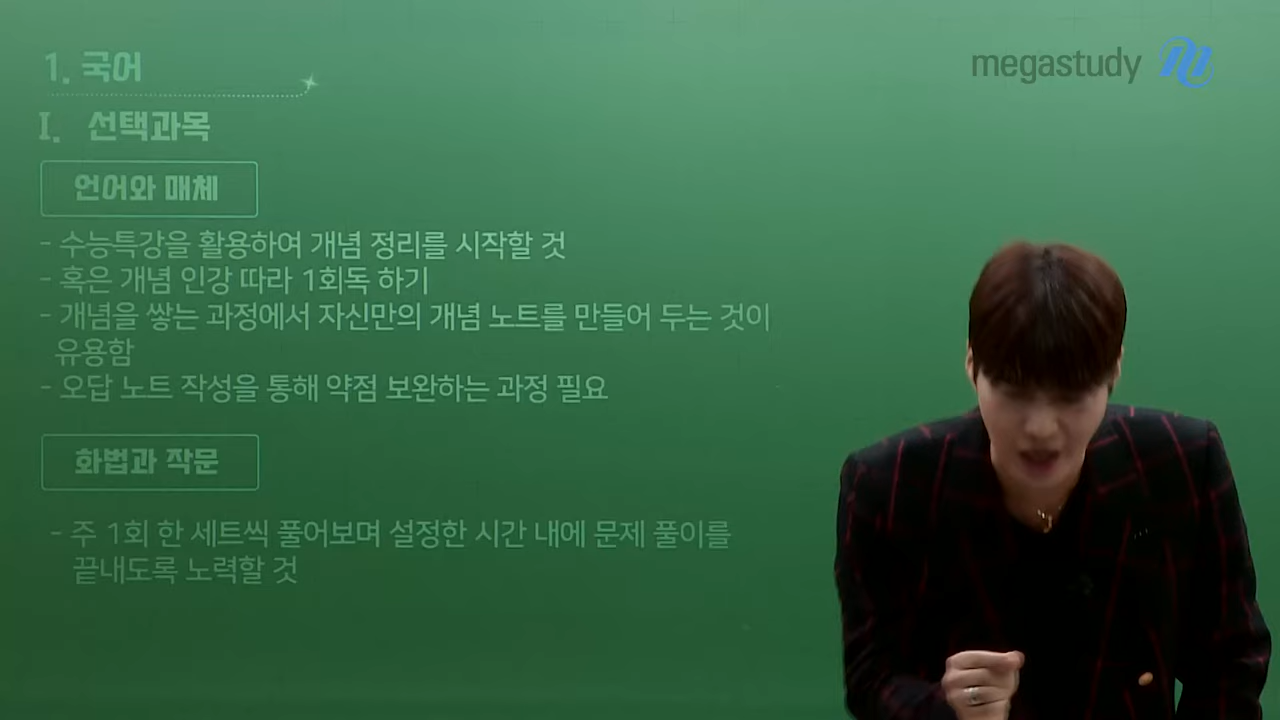 1. 국어
megastudy
I. 선택과목
언어와 매체
- 수능특강을 활용하여 개념 정리를 시작할 것
- 혹은 개념 인강 따라 1회독 하기
- 개념을 쌓는 과정에서 자신만의 개념 노트를 만들어 두는 것이
유용함
- 오답 노트 작성을 통해 약점 보완하는 과정 필요
화법과 작문
- 주 1회 한 세트씩 풀어보며 설정한 시간 내에 문제 풀이를
끝내도록 노력할 것